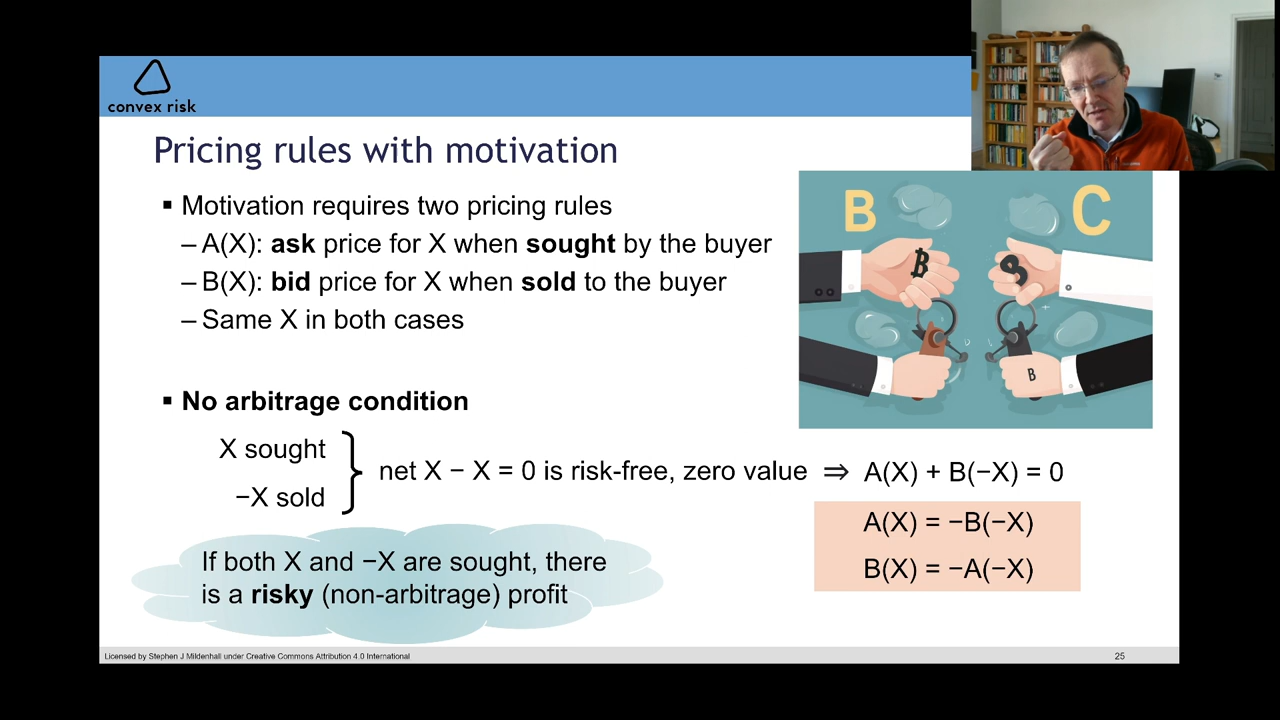 convex risk
Pricing rules with motivation
▪ Motivation requires two pricing rules
– A(X): ask price for X when sought by the buyer
– B(X): bid price for X when sold to the buyer
– Same X in both cases
B
C
B
▪ No arbitrage condition
X sought
−X sold
net X − X = 0 is risk-free, zero value ⇒ A(X) + B(−X) = 0
A(X) = −B(−X)
B(X) = −A(−X)
If both X and −X are sought, there
is a risky (non-arbitrage) profit
Licensed by Stephen J Mildenhall under Creative Commons Attribution 4.0 International
25